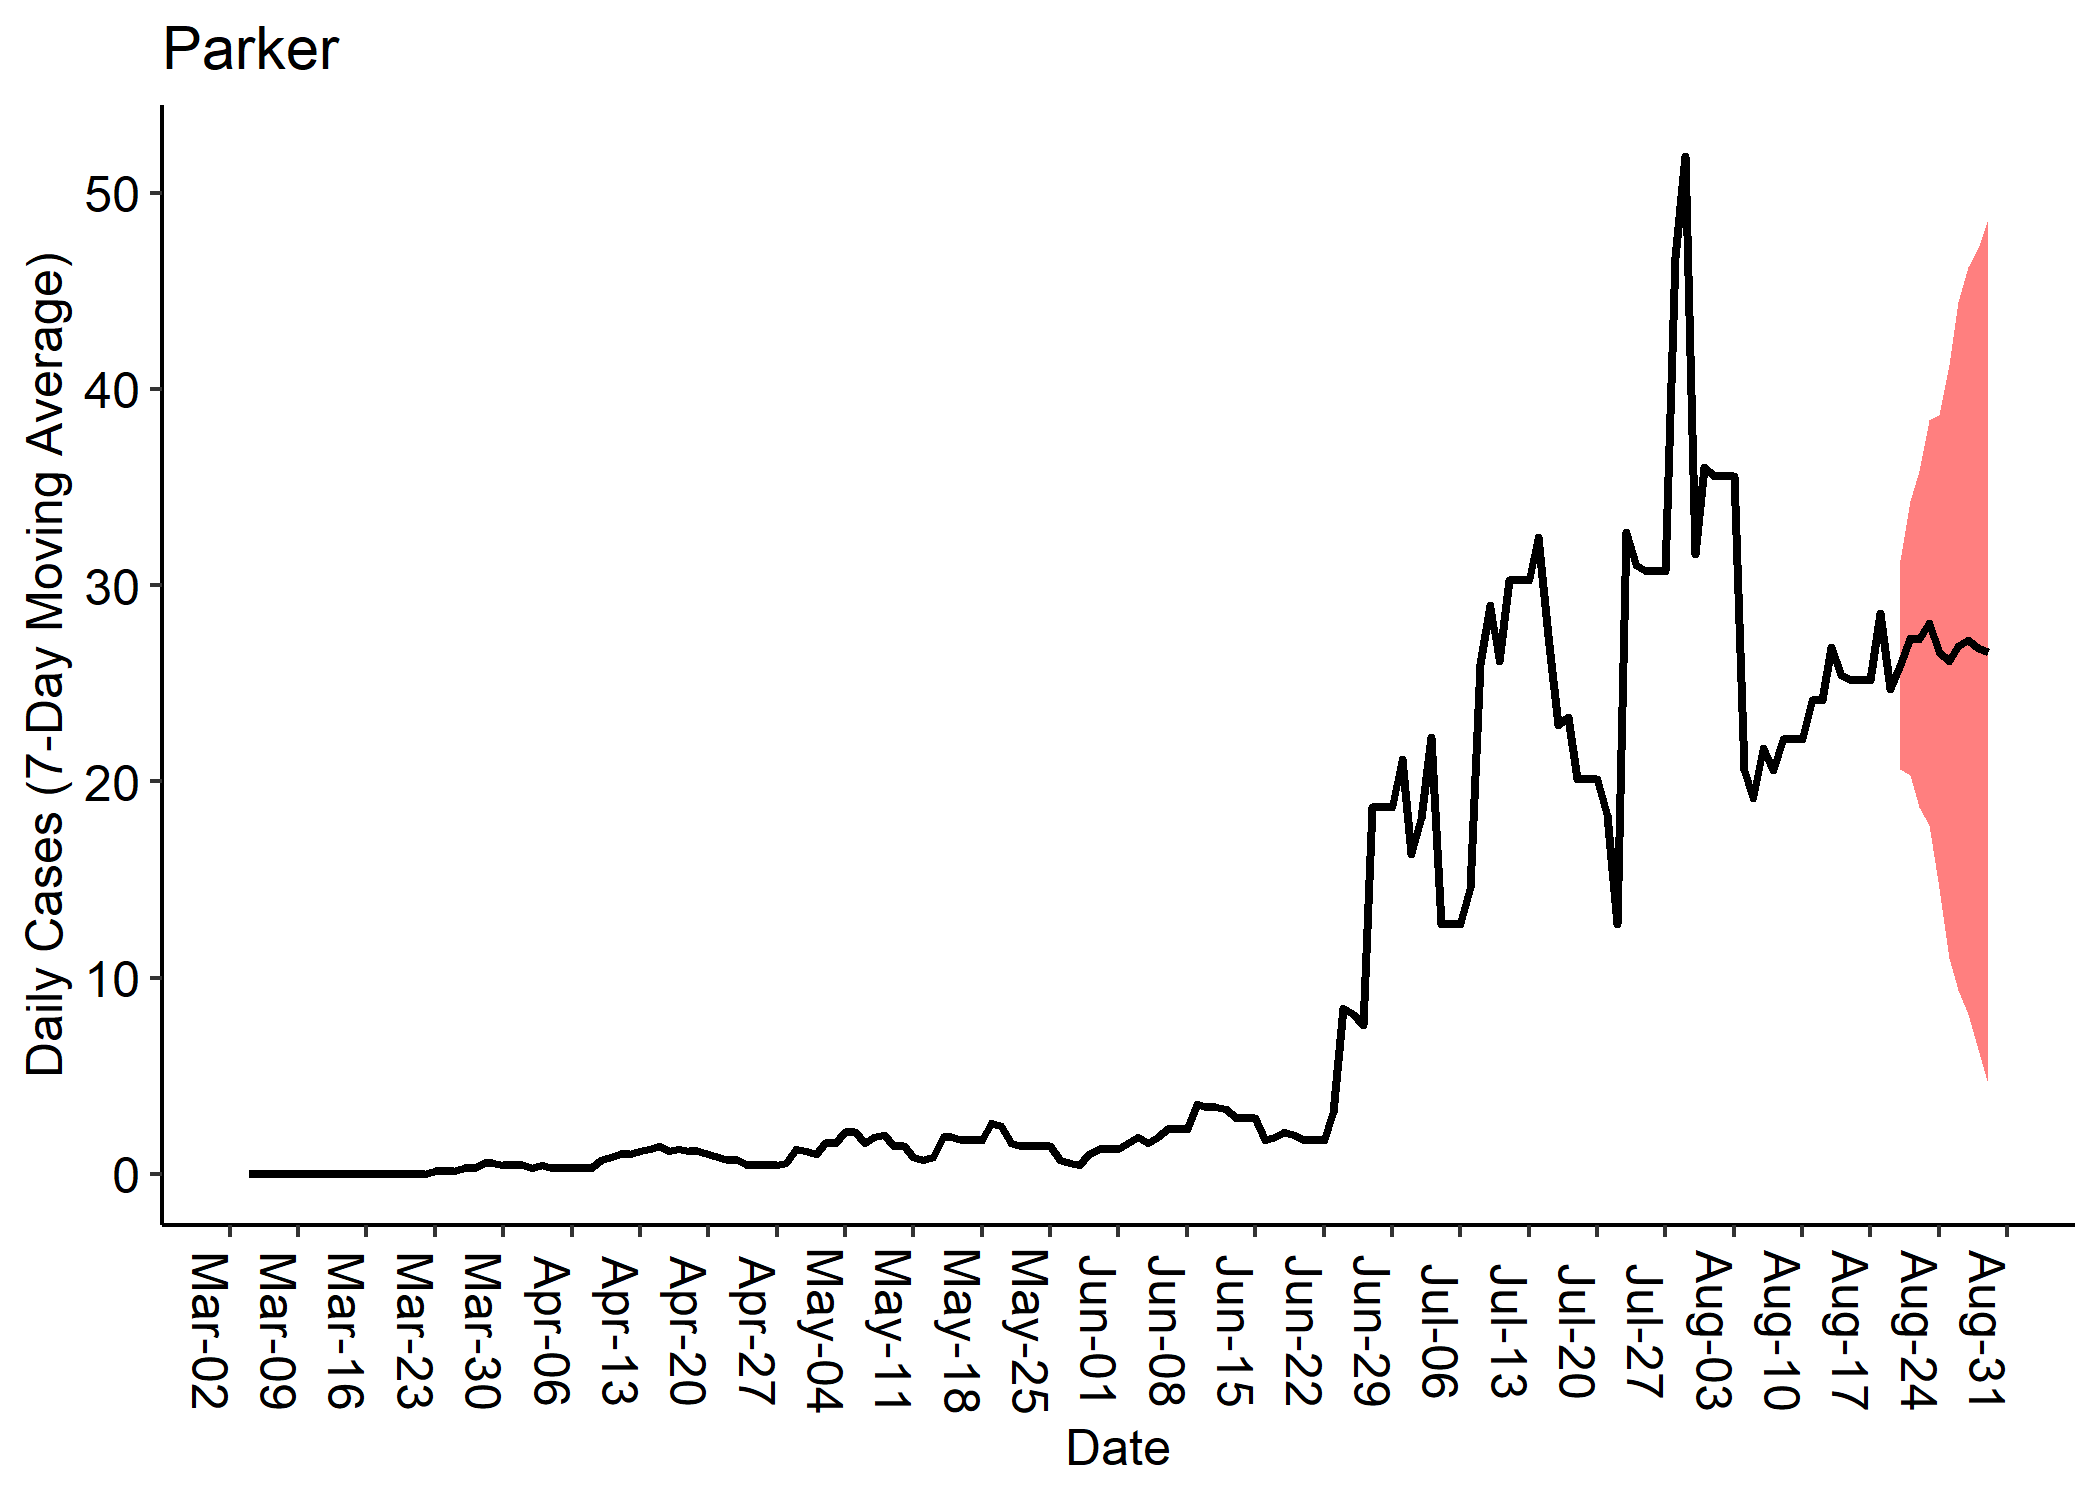 Parker
Daily Cases (7-Day Moving Average)
50
40
30
20
10
0
Mar-02
Mar-09
Mar-16
Mar-23
Mar-30
Apr-06
Apr-13
Apr-20
Apr-27
May-04
May-11
May-18
May-25
Jun-01
Jun-08
Jun-15
Jun-22
Jun-29
Jul-06
Jul-13
Jul-20
Jul-27
Aug-03
Aug-10
Aug-17
Aug-24
Aug-31
Date